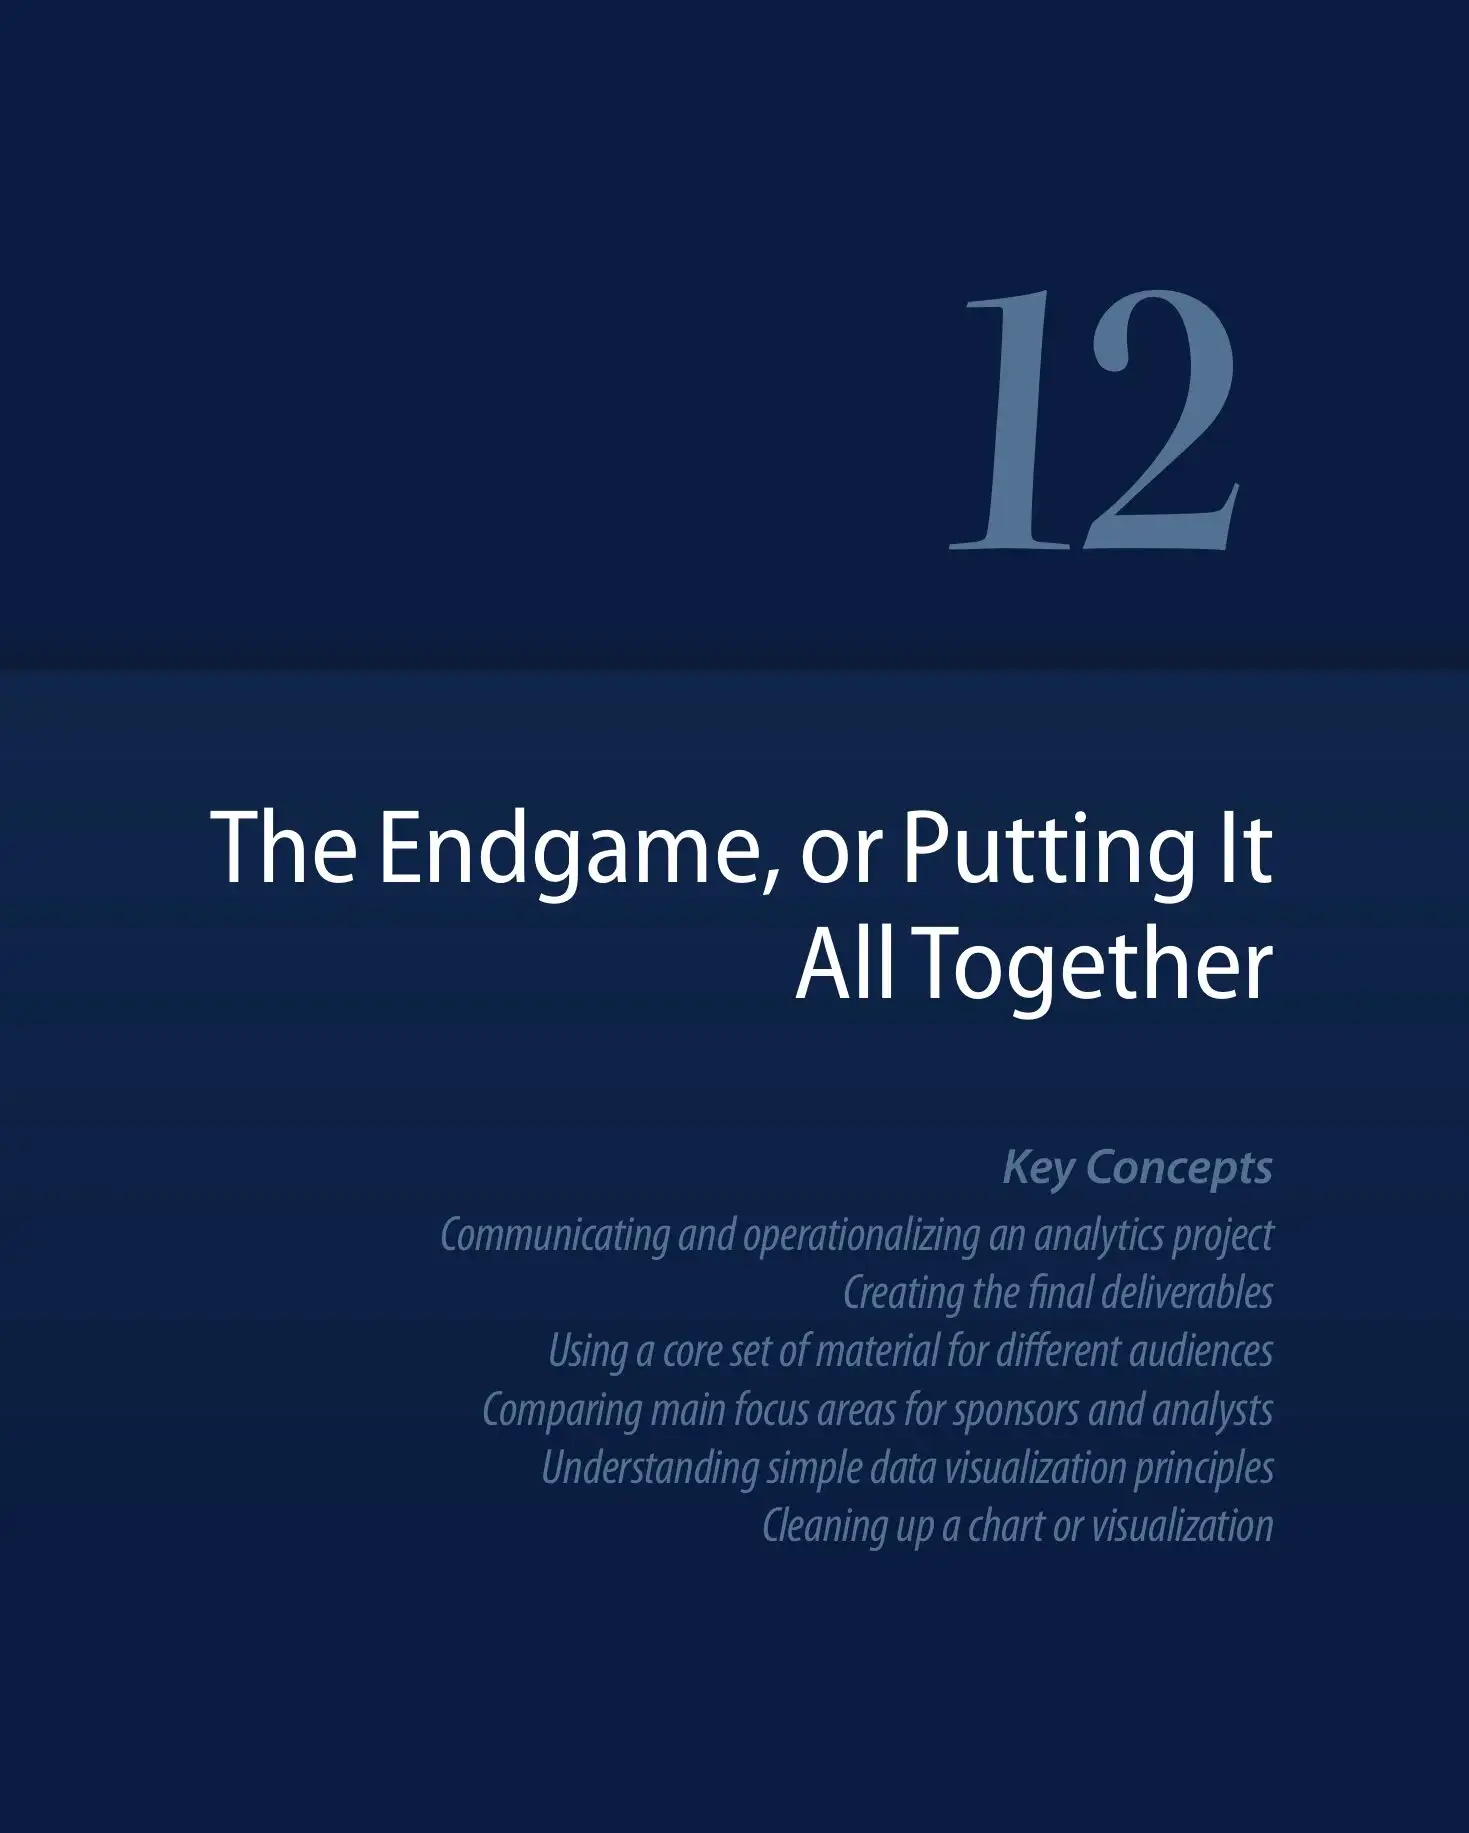 12
The Endgame, or Putting It
All Together
Key Concepts
Communicating and operationalizing an analytics project
Creating the final deliverables
Using a core set of material for different audiences
Comparing main focus areas for sponsors and analysts
Understanding simple data visualization principles
Cleaning up a chart or visualization